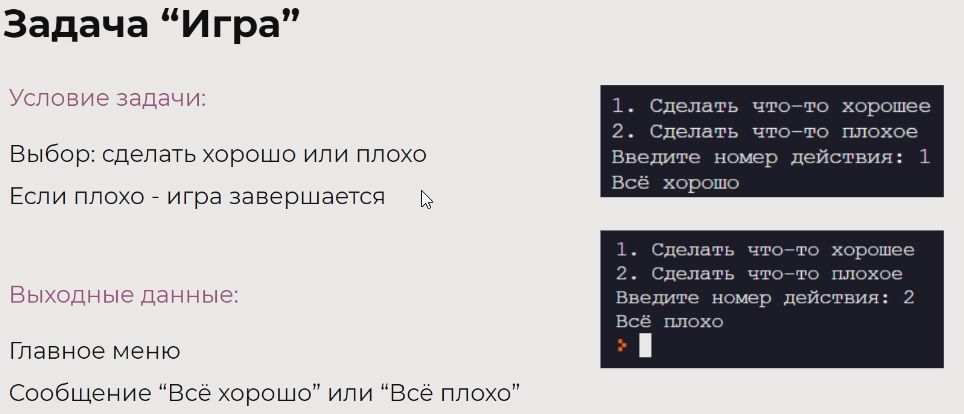 Задача “Игра”
Условие задачи:
Выбор: сделать хорошо или плохо
Если плохо - игра завершается
Выходные данные:
Главное меню
Сообщение “Всё хорошо” или “Всё плохо”
1. Сделать что-то хорошее
2. Сделать что-то плохое
Введите номер действия: 1
Всё хорошо
1. Сделать что-то хорошее
2. Сделать что-то плохое
Введите номер действия: 2
Всё плохо
>